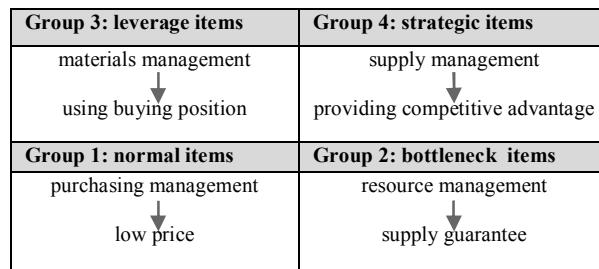 Group 3: leverage items
Group 4: strategic items
materials management
supply management
using buying position
providing competitive advantage
Group 1: normal items
Group 2: bottleneck items
purchasing management
resource management
low price
supply guarantee